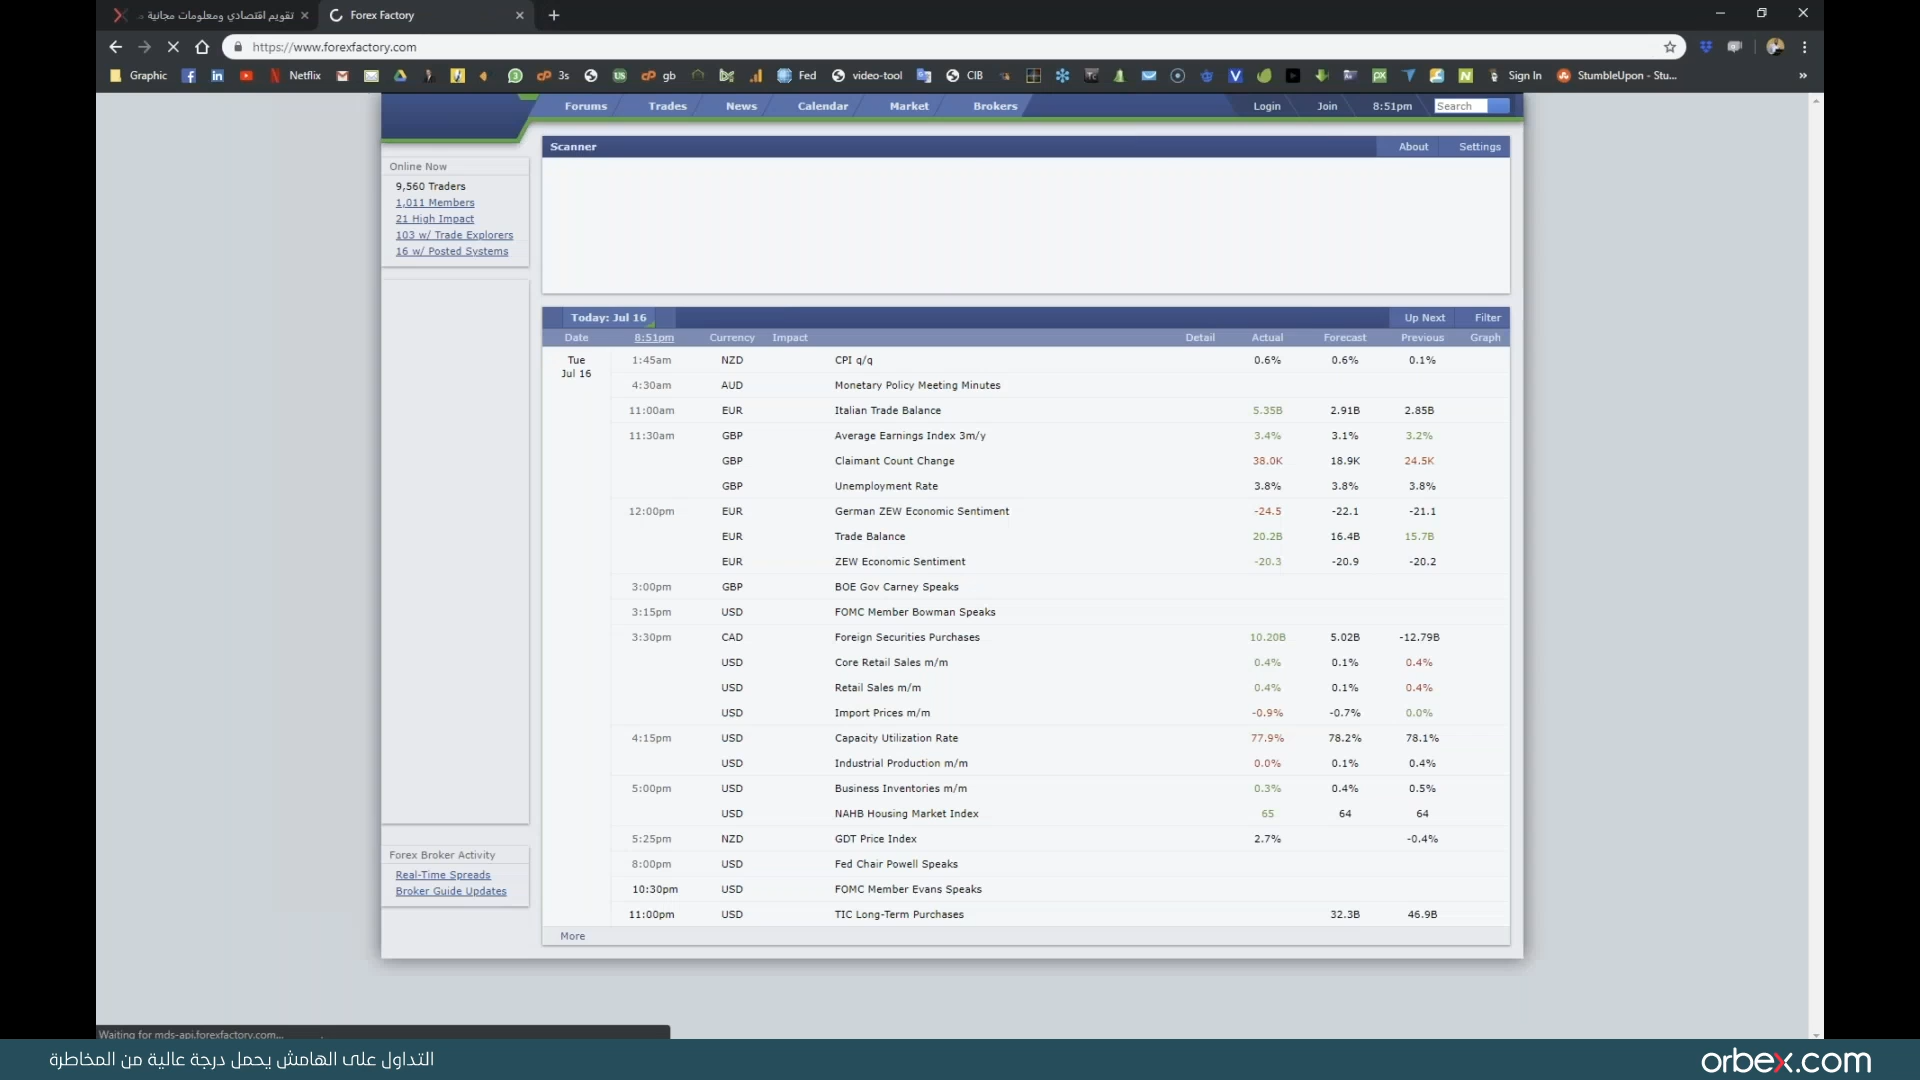 تقويم اقتصادي ومعلومات مجانية
Forex Factory
https://www.forexfactory.com
Graphic
Netflix
3s
gb
Fed
video-tool
CIB
Sign In
StumbleUpon - Stu...
Forums Trades News Calendar Market Brokers Login Join 8:51pm Search
Online Now
9,560 Traders
1,011 Members
21 High Impact
103 w/ Trade Explorers
16 w/ Posted Systems
Scanner About Settings
Today: Jul 16 Up Next Filter
Date 8:51pm Currency Impact Detail Actual Forecast Previous Graph
Tue Jul 16 1:45am NZD CPI q/q 0.6% 0.6% 0.1%
4:30am AUD Monetary Policy Meeting Minutes
11:00am EUR Italian Trade Balance 5.35B 2.91B 2.85B
11:30am GBP Average Earnings Index 3m/y 3.4% 3.1% 3.2%
GBP Claimant Count Change 38.0K 18.9K 24.5K
GBP Unemployment Rate 3.8% 3.8% 3.8%
12:00pm EUR German ZEW Economic Sentiment -24.5 -22.1 -21.1
EUR Trade Balance 20.2B 16.4B 15.7B
EUR ZEW Economic Sentiment -20.3 -20.9 -20.2
3:00pm GBP BOE Gov Carney Speaks
3:15pm USD FOMC Member Bowman Speaks
3:30pm CAD Foreign Securities Purchases 10.20B 5.02B -12.79B
USD Core Retail Sales m/m 0.4% 0.1% 0.4%
USD Retail Sales m/m 0.4% 0.1% 0.4%
USD Import Prices m/m -0.9% -0.7% 0.0%
4:15pm USD Capacity Utilization Rate 77.9% 78.2% 78.1%
USD Industrial Production m/m 0.0% 0.1% 0.4%
5:00pm USD Business Inventories m/m 0.3% 0.4% 0.5%
USD NAHB Housing Market Index 65 64 64
5:25pm NZD GDT Price Index 2.7% -0.4%
8:00pm USD Fed Chair Powell Speaks
10:30pm USD FOMC Member Evans Speaks
11:00pm USD TIC Long-Term Purchases 32.3B 46.9B
More
Forex Broker Activity
Real-Time Spreads
Broker Guide Updates
Waiting for mds-api.forexfactory.com...
التداول على الهامش يحمل درجة عالية من المخاطرة
orbex.com